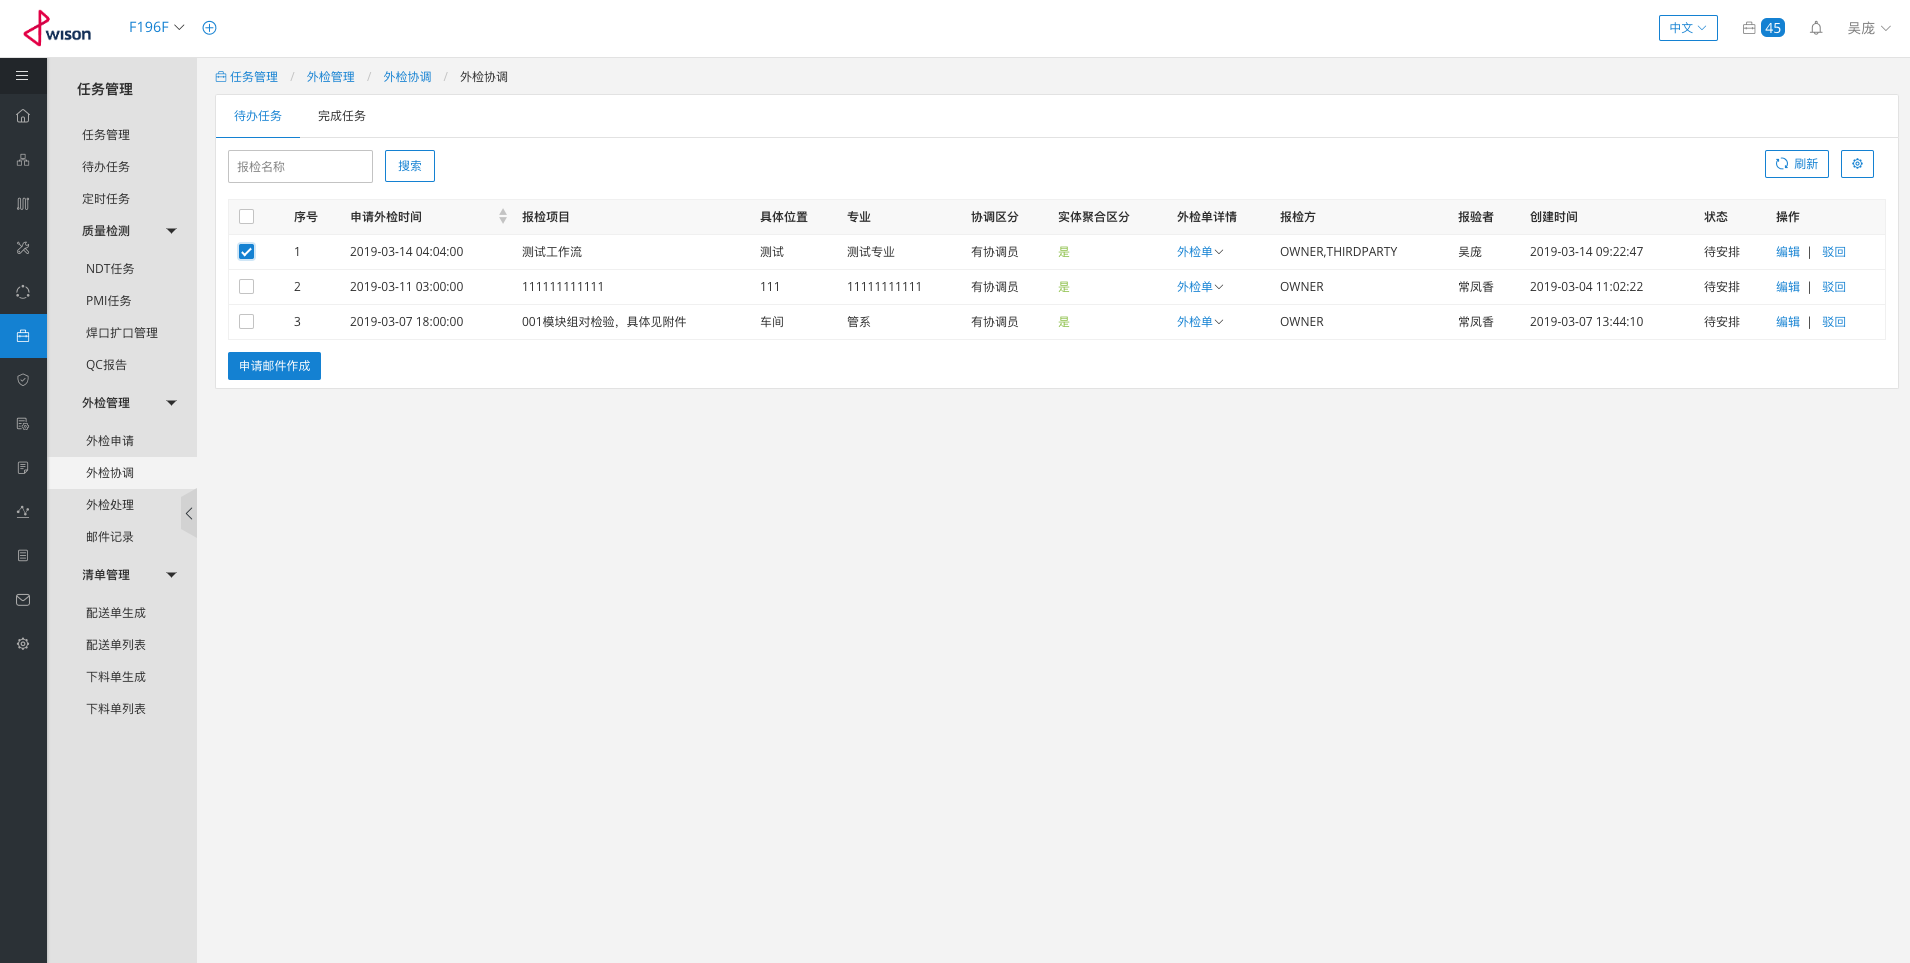 wison F196F 中文 45 吴庞
任务管理 / 外检管理 / 外检协调 / 外检协调
任务管理
任务管理
待办任务
定时任务
质量检测
NDT任务
PMI任务
焊口扩口管理
QC报告
外检管理
外检申请
外检协调
外检处理
邮件记录
清单管理
配送单生成
配送单列表
下料单生成
下料单列表
待办任务 完成任务
报检名称 搜索 刷新
序号 申请外检时间 报检项目 具体位置 专业 协调区分 实体聚合区分 外检单详情 报检方 报验者 创建时间 状态 操作
1 2019-03-14 04:04:00 测试工作流 测试 测试专业 有协调员 是 外检单 OWNER,THIRDPARTY 吴庞 2019-03-14 09:22:47 待安排 编辑 | 驳回
2 2019-03-11 03:00:00 111111111111 111 11111111111 有协调员 是 外检单 OWNER 常凤香 2019-03-04 11:02:22 待安排 编辑 | 驳回
3 2019-03-07 18:00:00 001模块组对检验，具体见附件 车间 管系 有协调员 是 外检单 OWNER 常凤香 2019-03-07 13:44:10 待安排 编辑 | 驳回
申请邮件作成